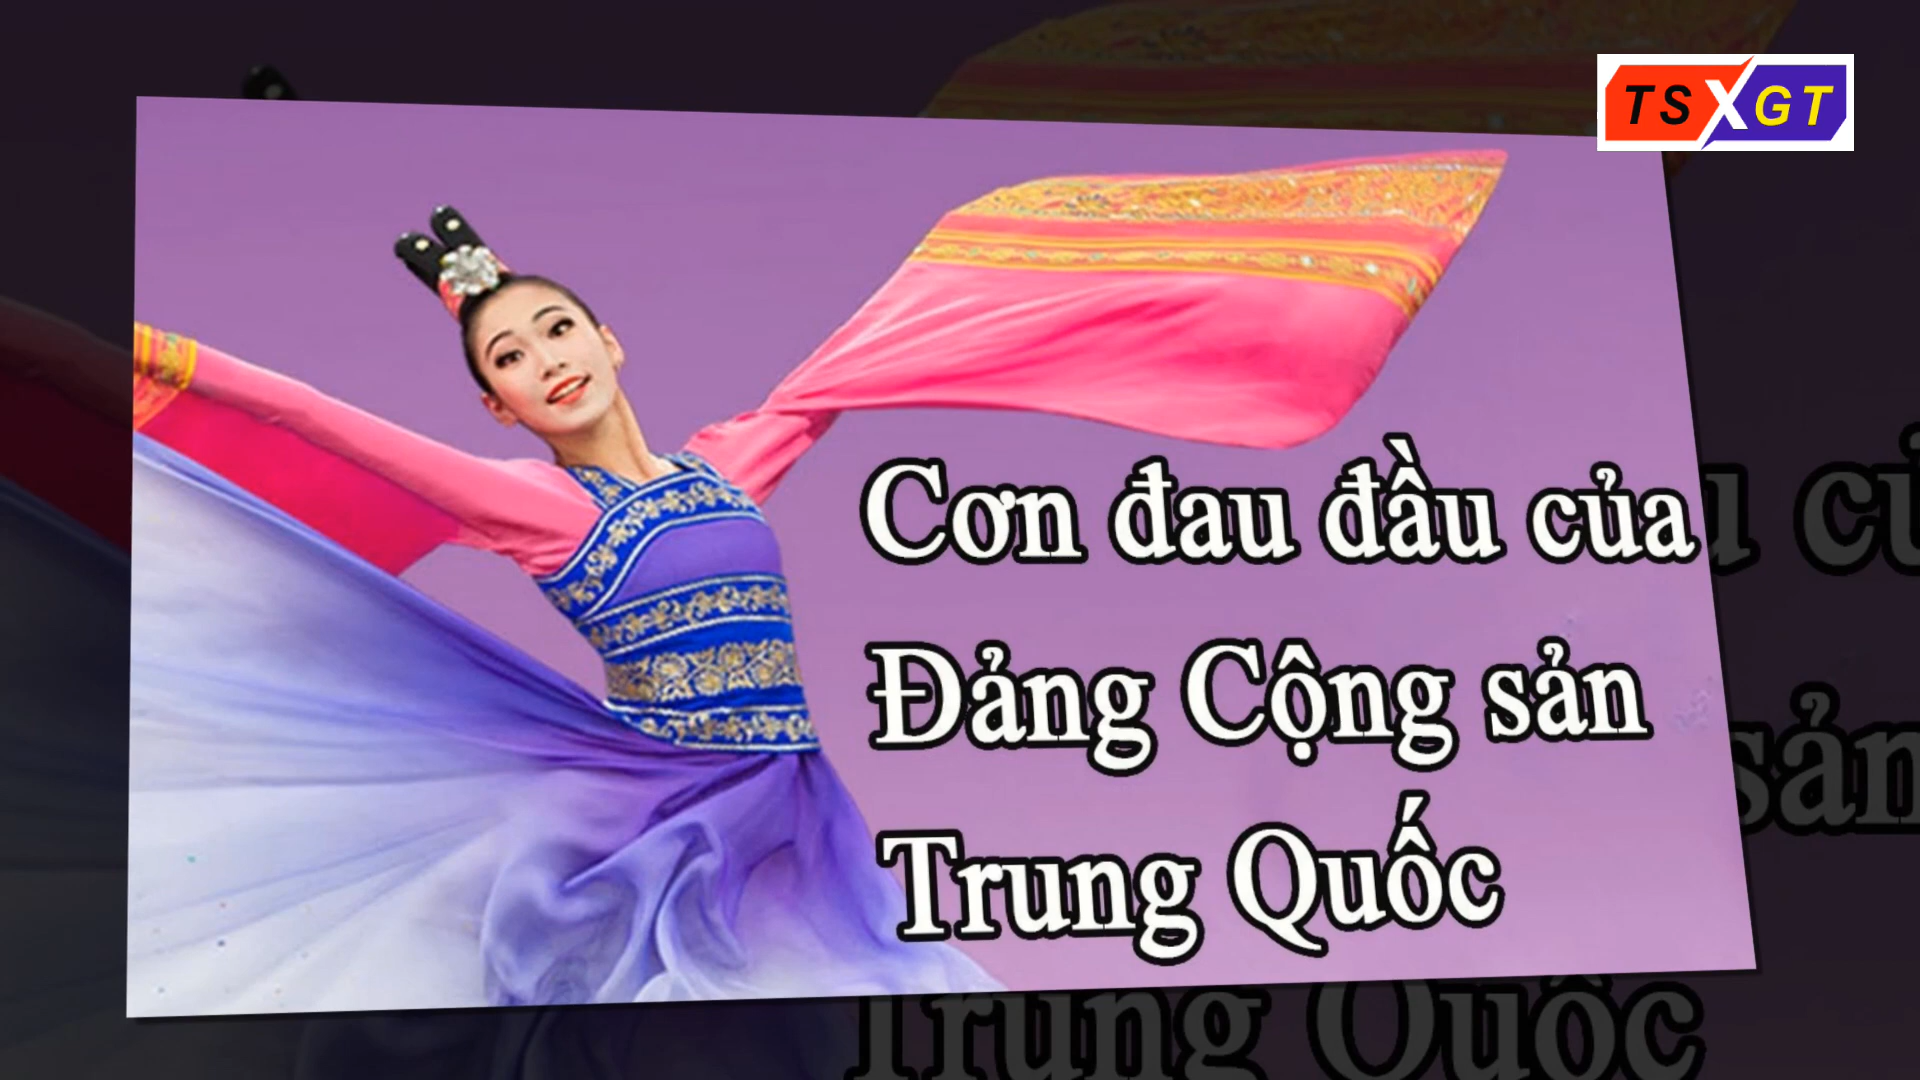 TSXGT
Cơn đau đầu của
Đảng Cộng sản
Trung Quốc